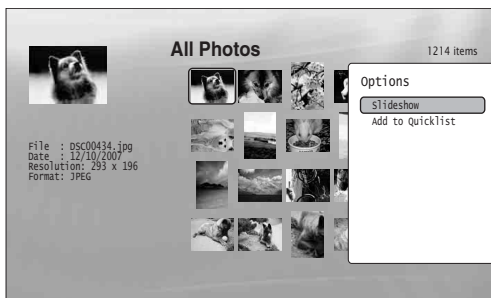 All Photos
1214 items
File : DSC00434.jpg
Date : 12/10/2007
Resolution: 293 x 196
Format: JPEG
Options
Slideshow
Add to Quicklist